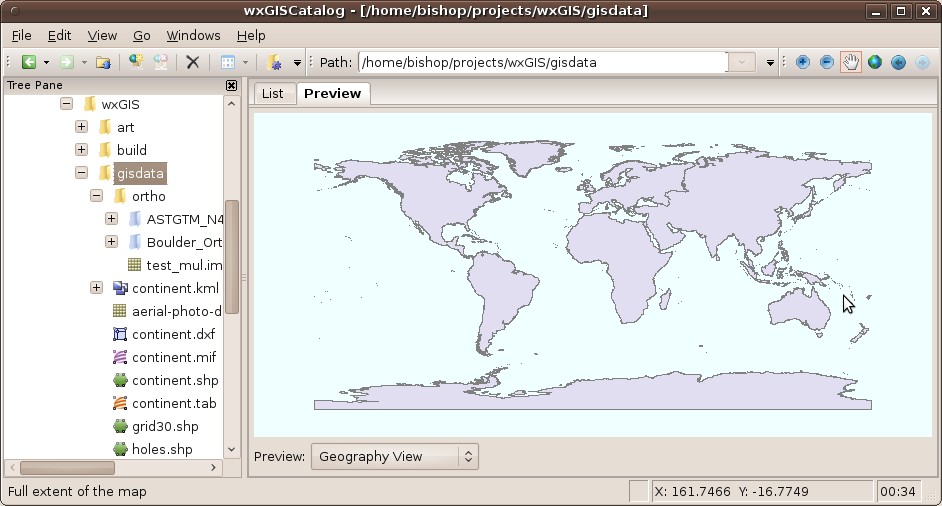 wxGISCatalog - [/home/bishop/projects/wxGIS/gisdata]
File Edit View Go Windows Help
Path: /home/bishop/projects/wxGIS/gisdata
Tree Pane
wxGIS
art
build
gisdata
ortho
ASTGTM_N4
Boulder_Ort
test_mul.im
continent.kml
aerial-photo-d
continent.dxf
continent.mif
continent.shp
continent.tab
grid30.shp
holes.shp
List Preview
Preview: Geography View
Full extent of the map
X: 161.7466 Y: -16.7749
00:34